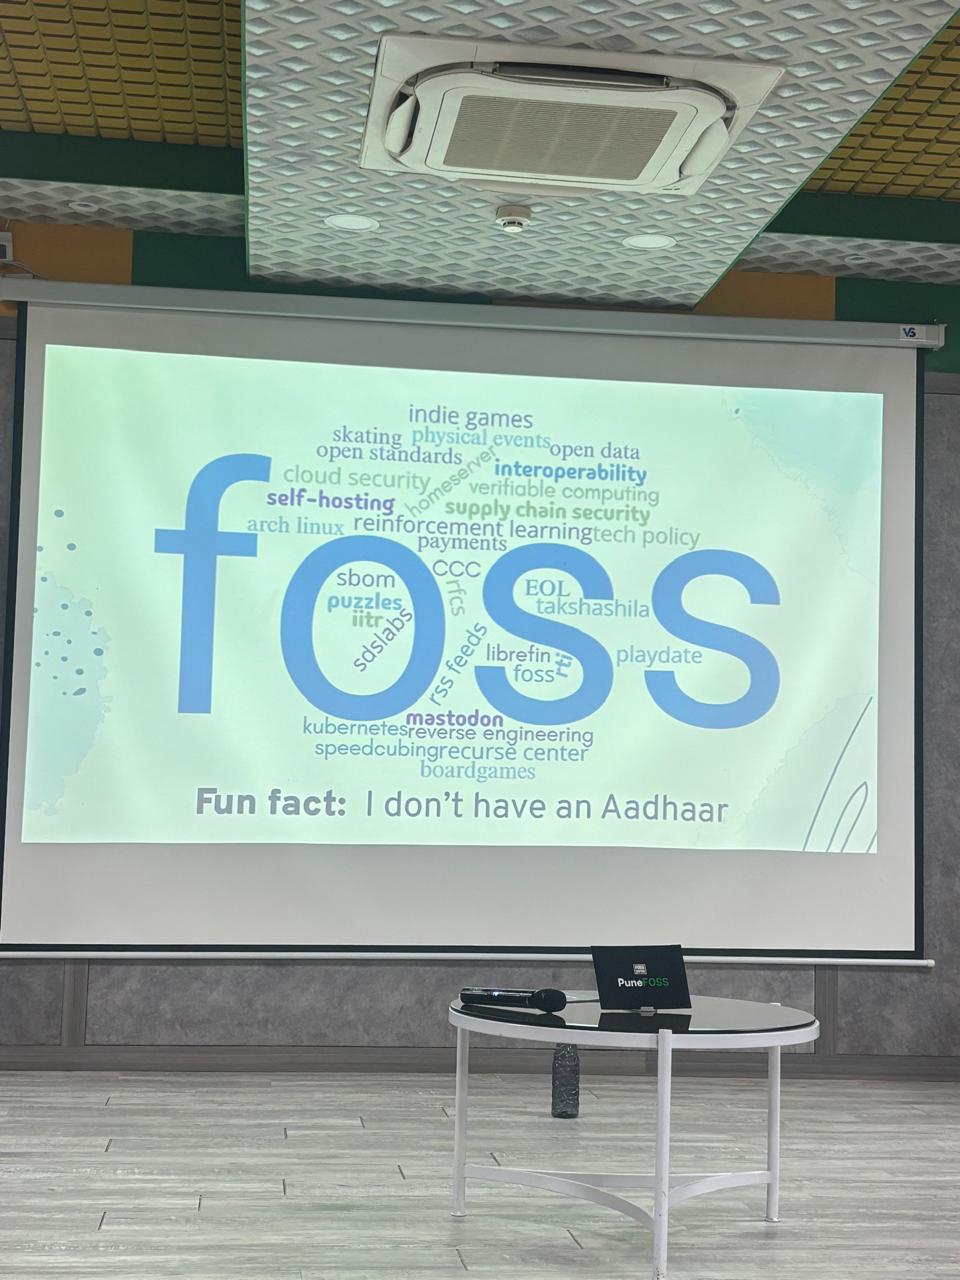 VS
indie games
skating physical events open data
open standards homeserver interoperability
cloud security verifiable computing
self-hosting supply chain security
arch linux reinforcement learning tech policy
payments
foss
sbom CCC EOL
puzzles rfcs takshashila
iitr sdslabs
rss feeds librefin playdate
foss
mastodon
kubernetes reverse engineering
speedcubing recurse center
boardgames
Fun fact: I don't have an Aadhaar
PuneFOSS